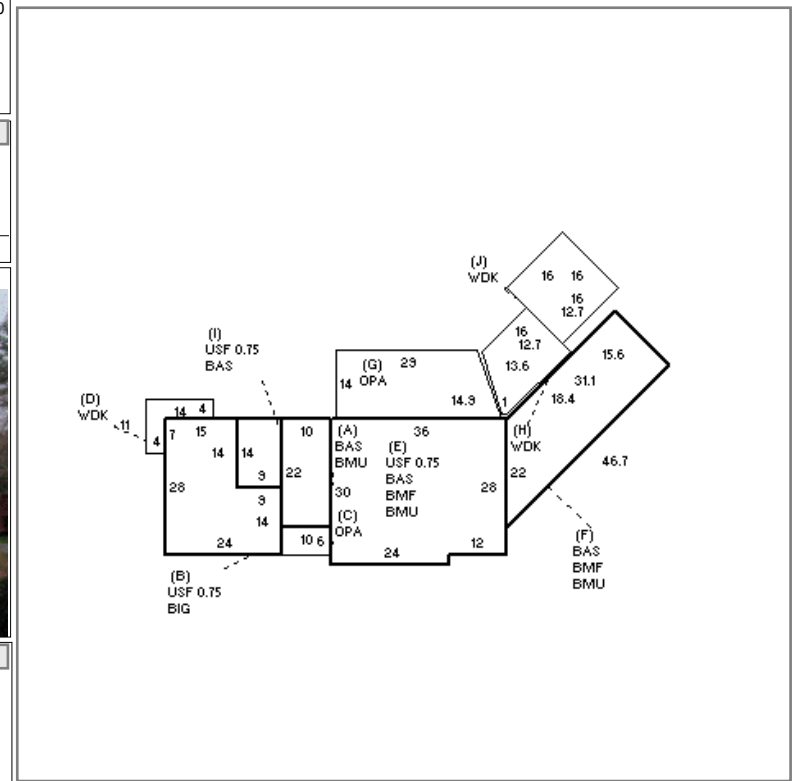 (J)
WDK
16 16
16
12.7
(I)
USF 0.75
BAS
16
12.7
15.6
(G) 29
14 OPA
13.6
31.1
(D)
WDK
14 4
14.9
1
18.4
11
4
7 15
10
(A)
BAS
BMU
36
(H)
WDK
14 14
(E)
USF 0.75
BAS
BMF
BMU
46.7
9
22
22
28
30
28
9
14
(C)
OPA
24
10 6
24
12
(F)
BAS
BMF
BMU
(B)
USF 0.75
BIG